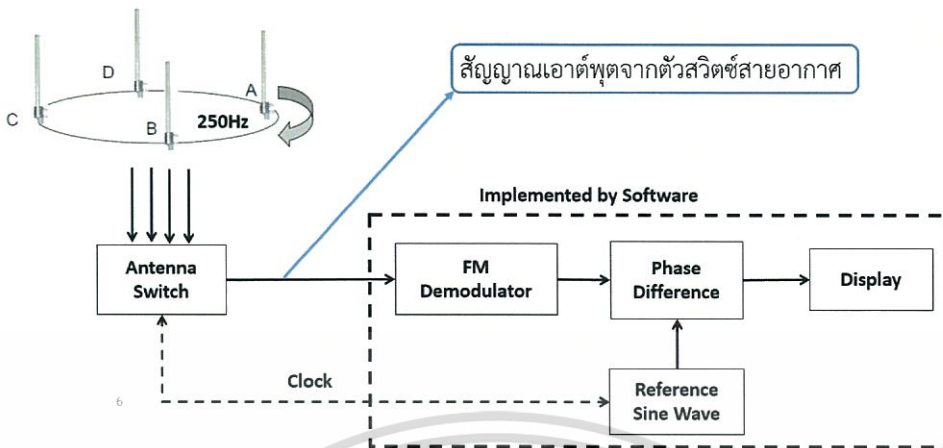 D
A
C
B
250Hz
สัญญาณเอาต์พุตจากตัวสวิตซ์สายอากาศ
Implemented by Software
Antenna
Switch
FM
Demodulator
Phase
Difference
Display
Clock
Reference
Sine Wave
6